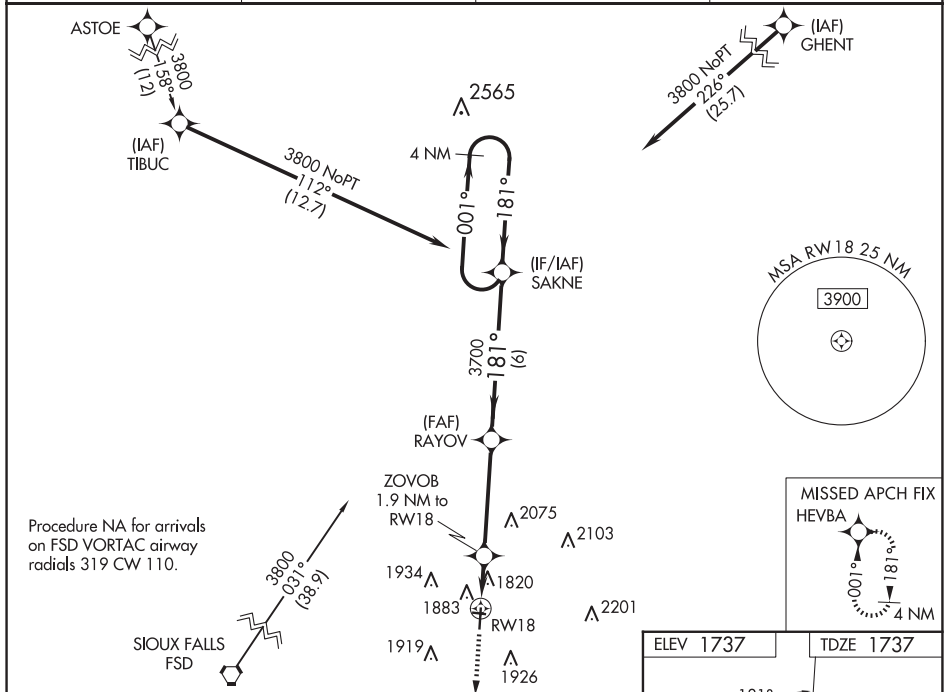 ASTOE
3800
158°
(12)
(IAF)
TIBUC
3800 NoPT
112°
(12.7)
2565
4 NM
001°
181°
(IAF)
GHENT
3800 NoPT
226°
(25.7)
(IF/IAF)
SAKNE
MSA RW18 25 NM
3900
3700
181°
(6)
(FAF)
RAYOV
ZOVOB
1.9 NM to
RW18
2075
2103
1934
1820
1883
RW18
2201
1919
1926
Procedure NA for arrivals
on FSD VORTAC airway
radials 319 CW 110.
3800
031°
(38.9)
SIOUX FALLS
FSD
MISSED APCH FIX
HEVBA
001°
181°
4 NM
ELEV 1737
TDZE 1737